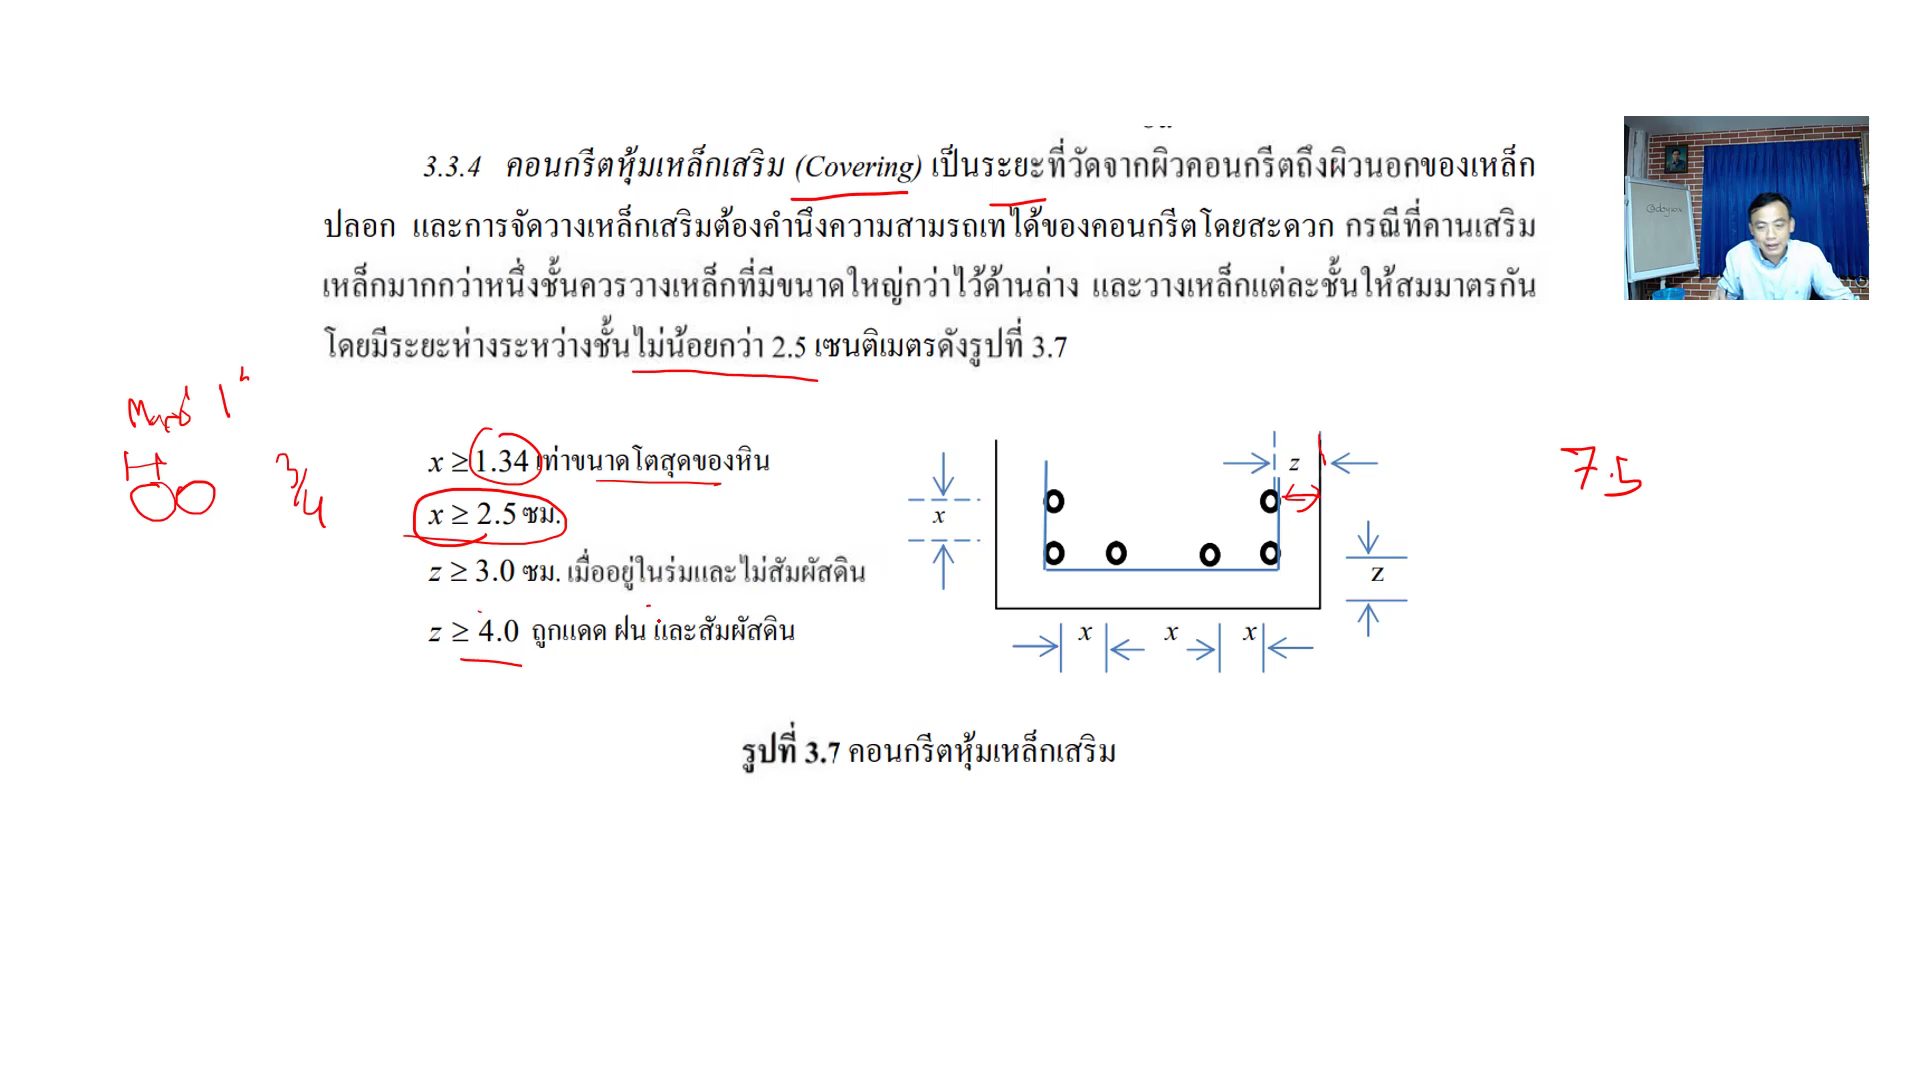 3.3.4 คอนกรีตหุ้มเหล็กเสริม (Covering) เป็นระยะที่วัดจากผิวคอนกรีตถึงผิวนอกของเหล็ก
ปลอก และการจัดวางเหล็กเสริมต้องคำนึงความสามรถเทได้ของคอนกรีตโดยสะดวก กรณีที่คานเสริม
เหล็กมากกว่าหนึ่งชั้นควรวางเหล็กที่มีขนาดใหญ่กว่าไว้ด้านล่าง และวางเหล็กแต่ละชั้นให้สมมาตรกัน
โดยมีระยะห่างระหว่างชั้นไม่น้อยกว่า 2.5 เซนติเมตรดังรูปที่ 3.7
1"
3/4
x ≥ 1.34 เท่าขนาดโตสุดของหิน
x ≥ 2.5 ซม.
z ≥ 3.0 ซม. เมื่ออยู่ในร่มและไม่สัมผัสดิน
z ≥ 4.0 ถูกแดด ฝน และสัมผัสดิน
z
x
z
x x x
7.5
รูปที่ 3.7 คอนกรีตหุ้มเหล็กเสริม